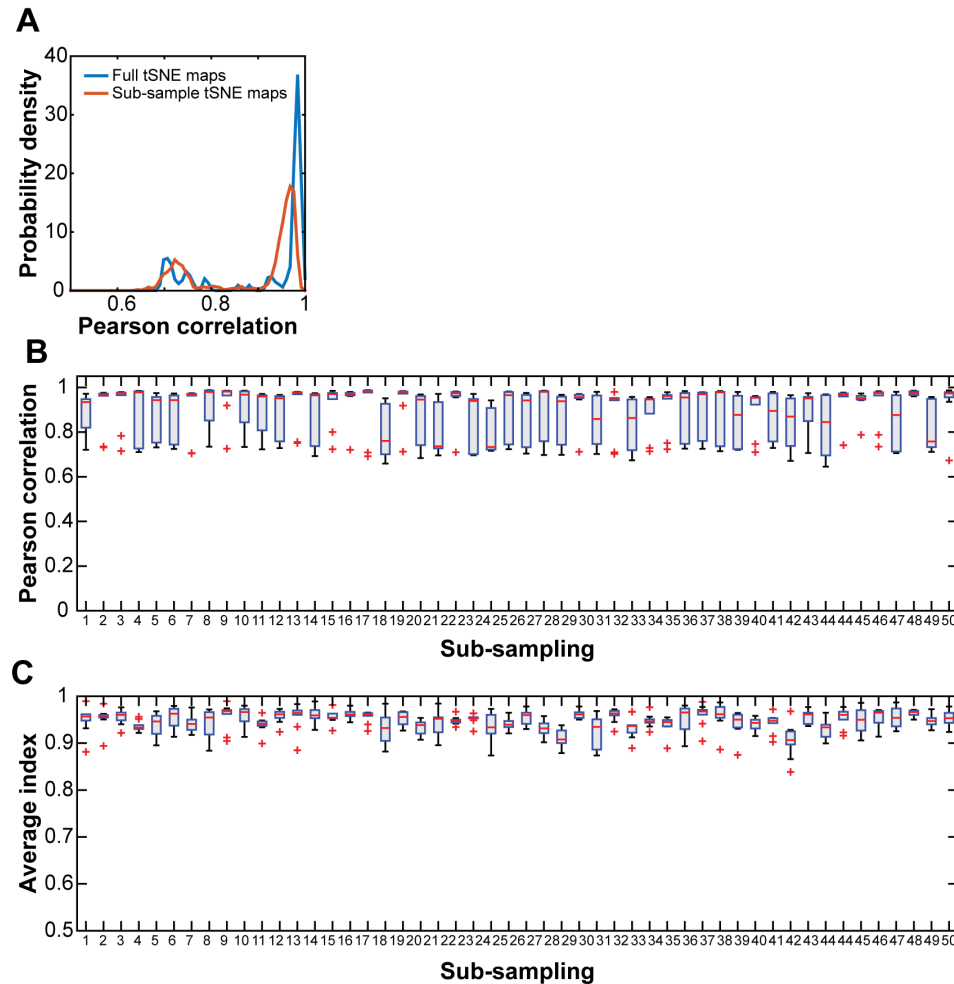 A
40
30
20
10
0
Probability density
Full tSNE maps
Sub-sample tSNE maps
0.6 0.8 1
Pearson correlation
B
1
0.8
0.6
0.4
0.2
0
Pearson correlation
1 2 3 4 5 6 7 8 9 10 11 12 13 14 15 16 17 18 19 20 21 22 23 24 25 26 27 28 29 30 31 32 33 34 35 36 37 38 39 40 41 42 43 44 44 45 46 47 48 49 50
Sub-sampling
C
1
0.9
0.8
0.7
0.6
0.5
Average index
1 2 3 4 5 6 7 8 9 10 11 12 13 14 15 16 17 18 19 20 21 22 23 24 25 26 27 28 29 30 31 32 33 34 35 36 37 38 39 40 41 42 44 44 45 46 47 48 49 50
Sub-sampling